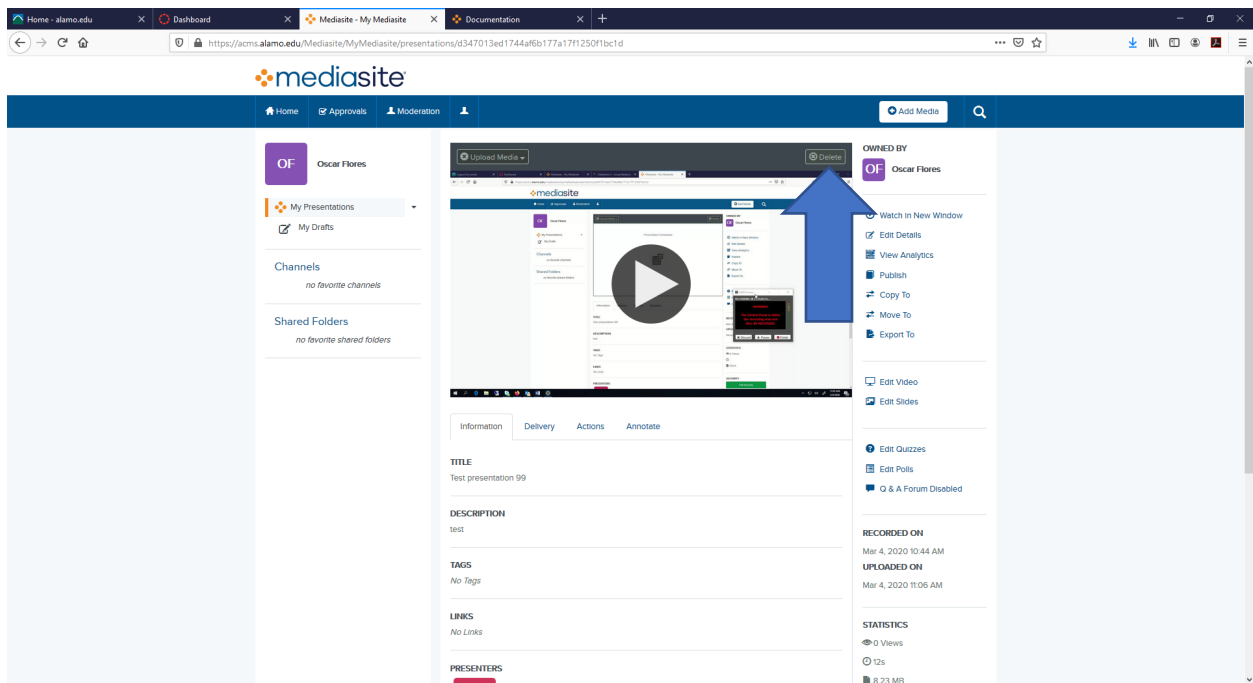 Home - alamo.edu
Dashboard
Mediasite - My Mediasite
Documentation
https://acms.alamo.edu/Mediasite/MyMediasite/presentations/d347013ed1744af6b177a17f1250f1bc1d
mediasite
Home
Approvals
Moderation
Add Media
OF
Oscar Flores
My Presentations
My Drafts
Channels
no favorite channels
Shared Folders
no favorite shared folders
Upload Media
Delete
mediasite
Information
Delivery
Actions
Annotate
TITLE
Test presentation 99
DESCRIPTION
test
TAGS
No Tags
LINKS
No Links
PRESENTERS
OWNED BY
OF
Oscar Flores
Watch in New Window
Edit Details
View Analytics
Publish
Copy To
Move To
Export To
Edit Video
Edit Slides
Edit Quizzes
Edit Polls
Q & A Forum Disabled
RECORDED ON
Mar 4, 2020 10:44 AM
UPLOADED ON
Mar 4, 2020 11:06 AM
STATISTICS
0 Views
12s
8.23 MB